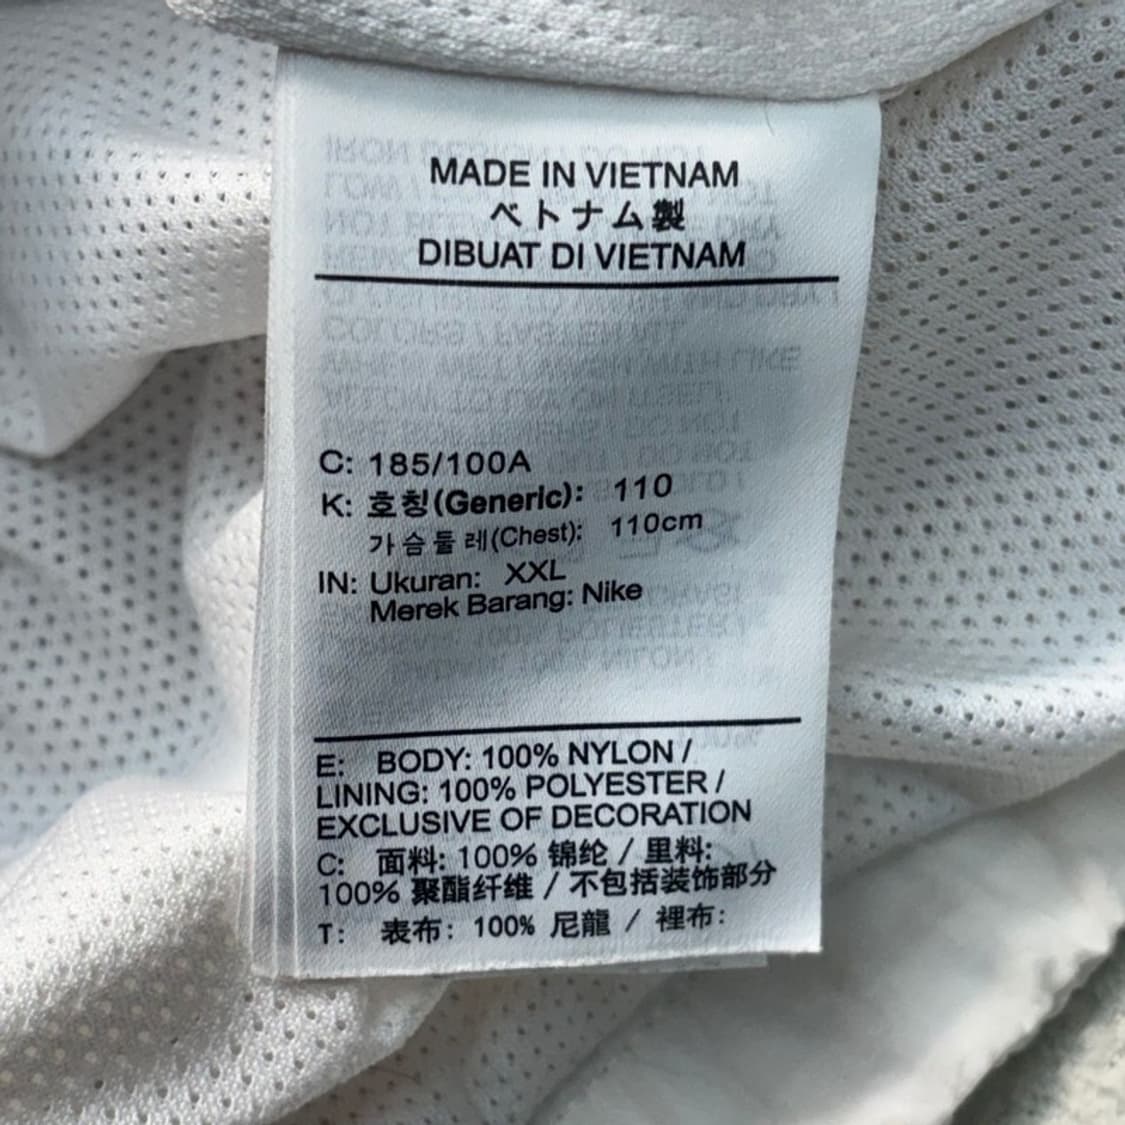 MADE IN VIETNAM
ベトナム製
DIBUAT DI VIETNAM
C: 185/100A
K: 호칭(Generic): 110
가슴둘레(Chest): 110cm
IN: Ukuran: XXL
Merek Barang: Nike
E: BODY: 100% NYLON /
LINING: 100% POLYESTER /
EXCLUSIVE OF DECORATION
C: 面料: 100% 锦纶 / 里料:
100% 聚酯纤维 / 不包括装饰部分
T: 表布: 100% 尼龍 / 裡布: